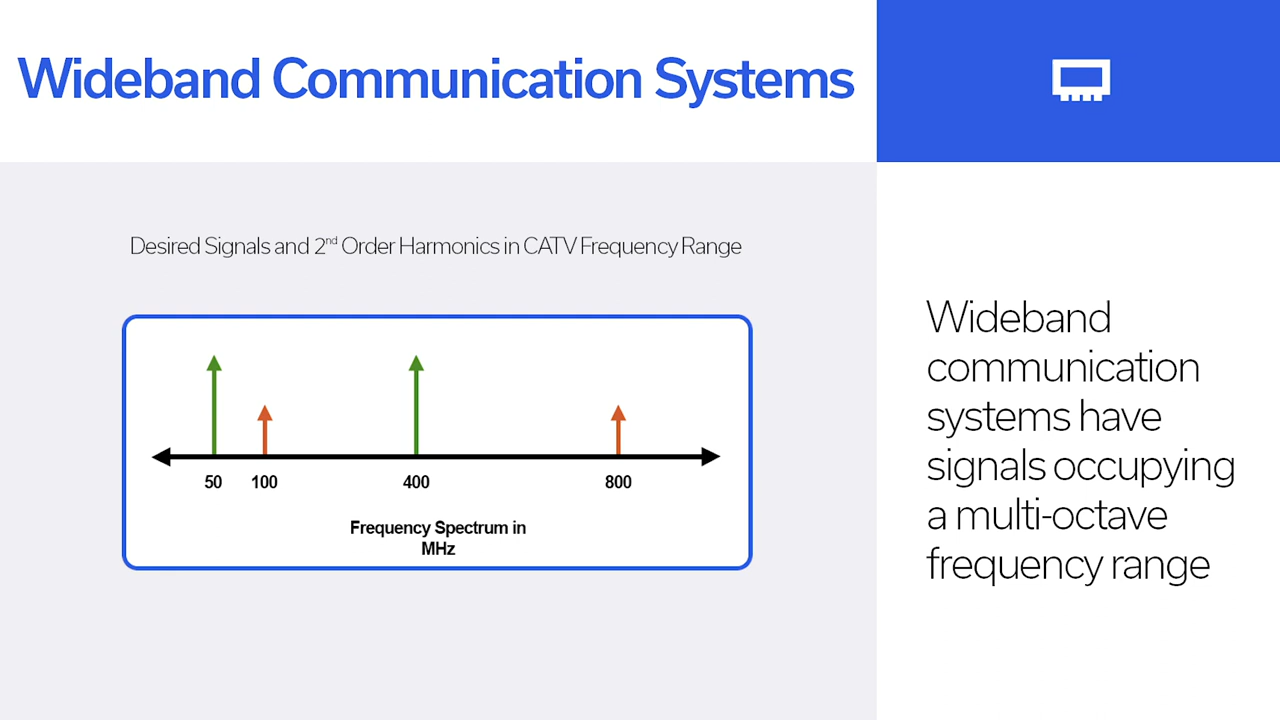 Wideband Communication Systems
Desired Signals and 2nd Order Harmonics in CATV Frequency Range
50 100 400 800
Frequency Spectrum in
MHz
Wideband
communication
systems have
signals occupying
a multi-octave
frequency range